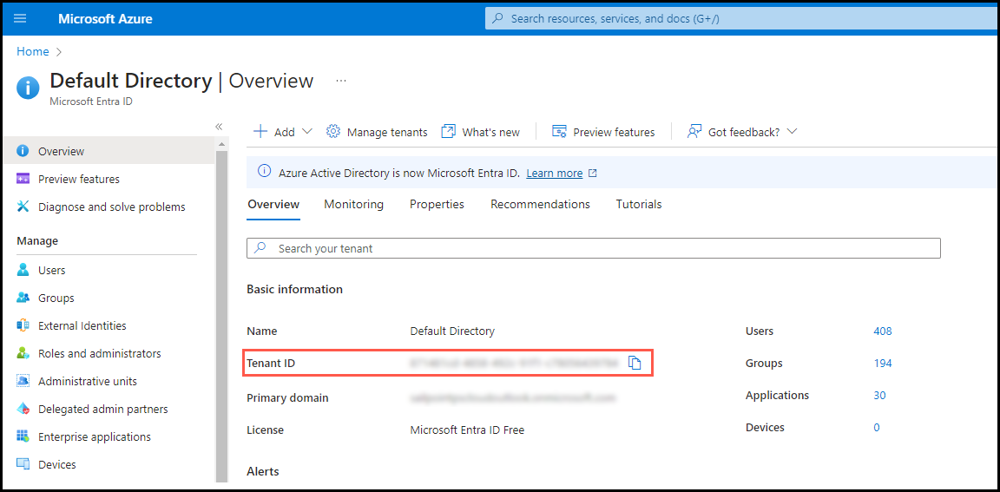 Microsoft Azure
Search resources, services, and docs (G+/)
Home
Default Directory | Overview ...
Microsoft Entra ID
«
Overview
Preview features
Diagnose and solve problems
Manage
Users
Groups
External Identities
Roles and administrators
Administrative units
Delegated admin partners
Enterprise applications
Devices
Add
Manage tenants
What's new
Preview features
Got feedback?
Azure Active Directory is now Microsoft Entra ID. Learn more
Overview Monitoring Properties Recommendations Tutorials
Search your tenant
Basic information
Name Default Directory Users 408
Tenant ID Groups 194
Primary domain Applications 30
License Microsoft Entra ID Free Devices 0
Alerts